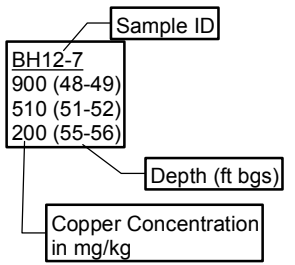 Sample ID
BH12-7
900 (48-49)
510 (51-52)
200 (55-56)
Depth (ft bgs)
Copper Concentration
in mg/kg